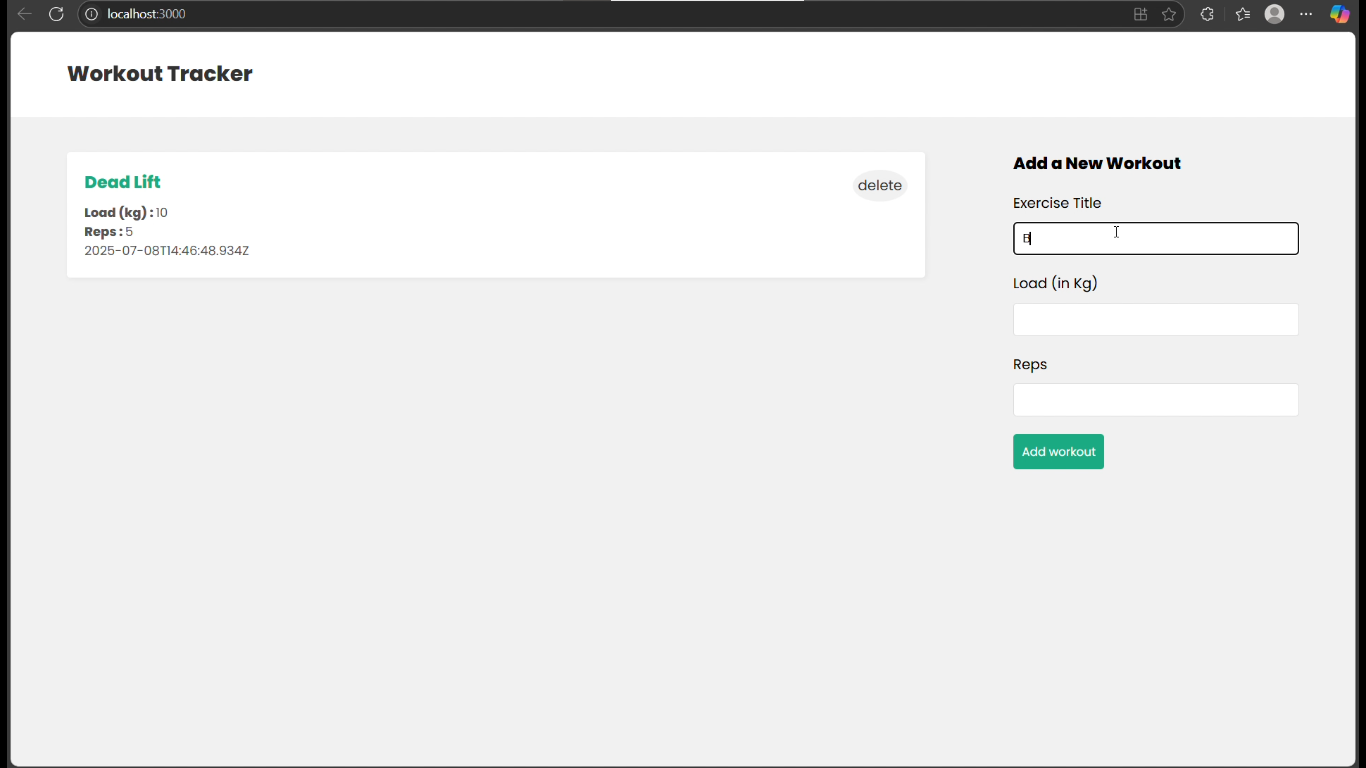 localhost:3000
Workout Tracker
Dead Lift
delete
Load (kg) : 10
Reps : 5
2025-07-08T14:46:48.934Z
Add a New Workout
Exercise Title
B
Load (in Kg)
Reps
Add workout